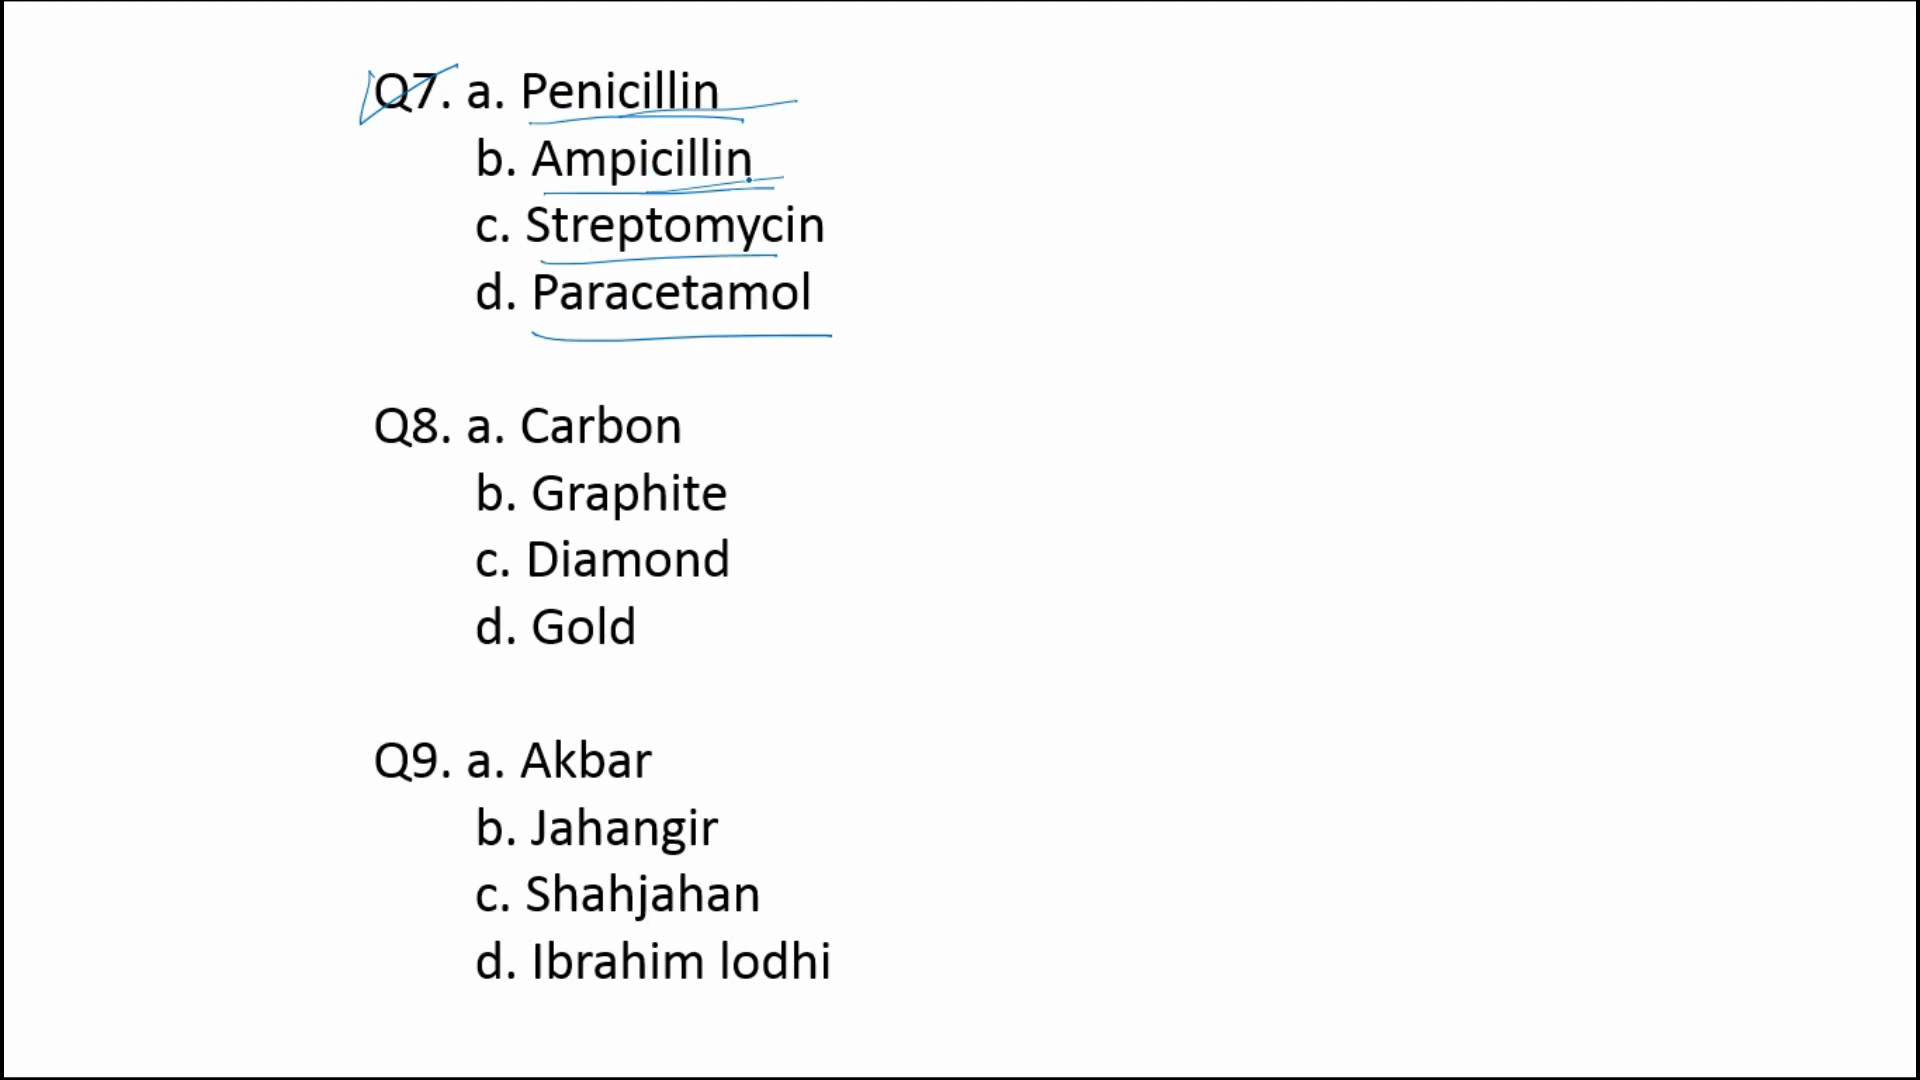 Q7. a. Penicillin
b. Ampicillin
c. Streptomycin
d. Paracetamol
Q8. a. Carbon
b. Graphite
c. Diamond
d. Gold
Q9. a. Akbar
b. Jahangir
c. Shahjahan
d. Ibrahim lodhi